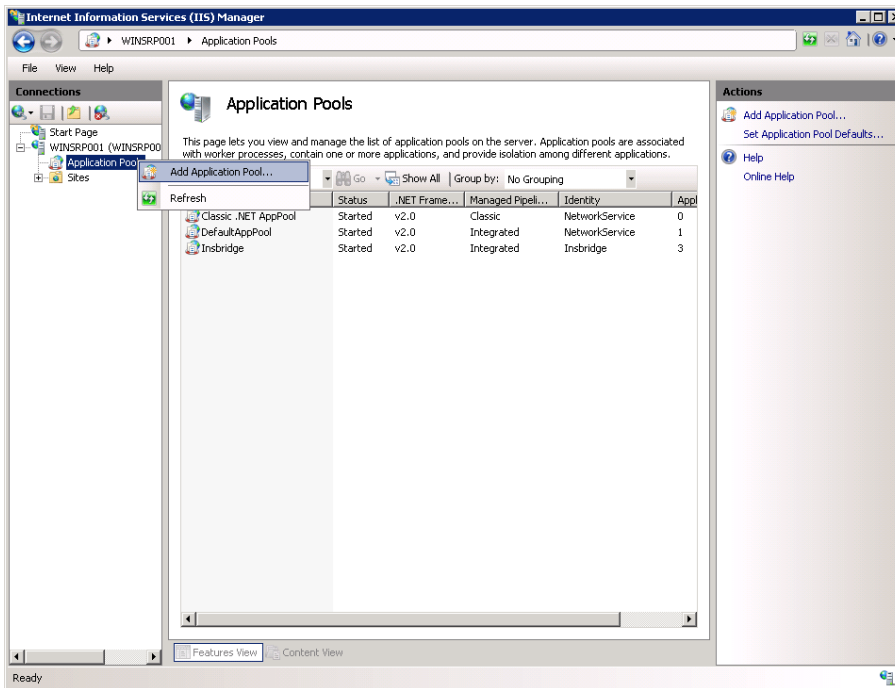 Internet Information Services (IIS) Manager
WINSRP001 Application Pools
File View Help
Connections
Start Page
WINSRP001 (WINSRP00
Application Pools
Sites
Add Application Pool...
Refresh
Application Pools
This page lets you view and manage the list of application pools on the server. Application pools are associated
with worker processes, contain one or more applications, and provide isolation among different applications.
Go Show All Group by: No Grouping
Status .NET Frame... Managed Pipeli... Identity Appl
Classic .NET AppPool Started v2.0 Classic NetworkService 0
DefaultAppPool Started v2.0 Integrated NetworkService 1
Insbridge Started v2.0 Integrated Insbridge 3
Features View Content View
Actions
Add Application Pool...
Set Application Pool Defaults...
Help
Online Help
Ready